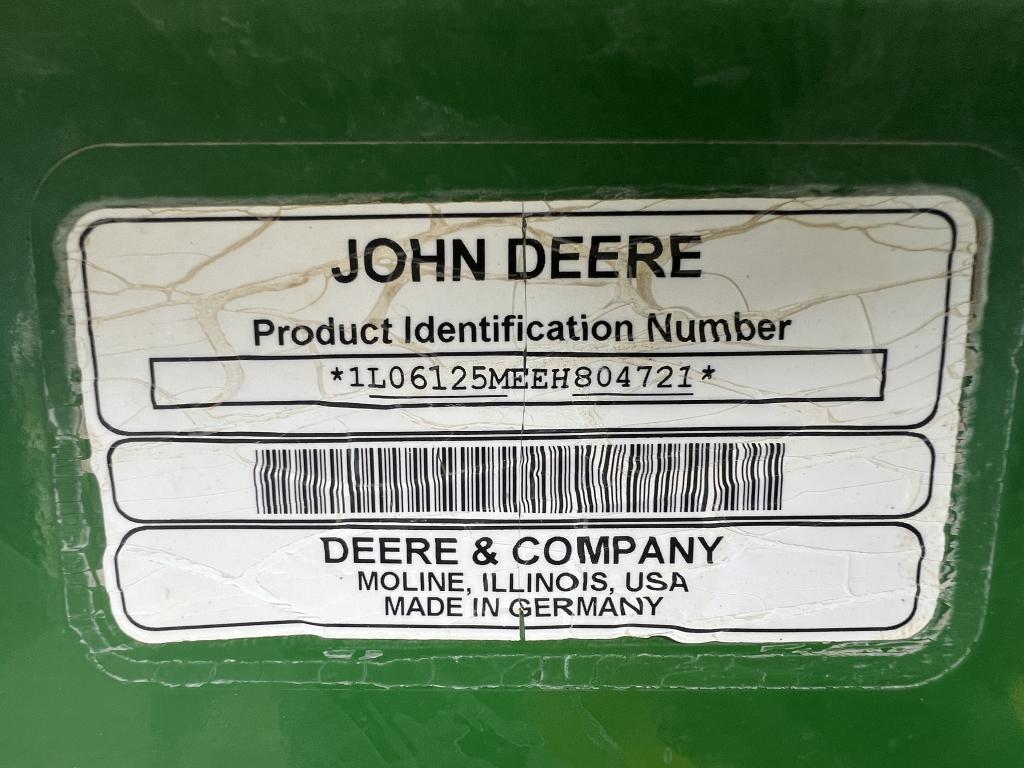 JOHN DEERE
Product Identification Number
*1L06125MEEH804721*
DEERE & COMPANY
MOLINE, ILLINOIS, USA
MADE IN GERMANY